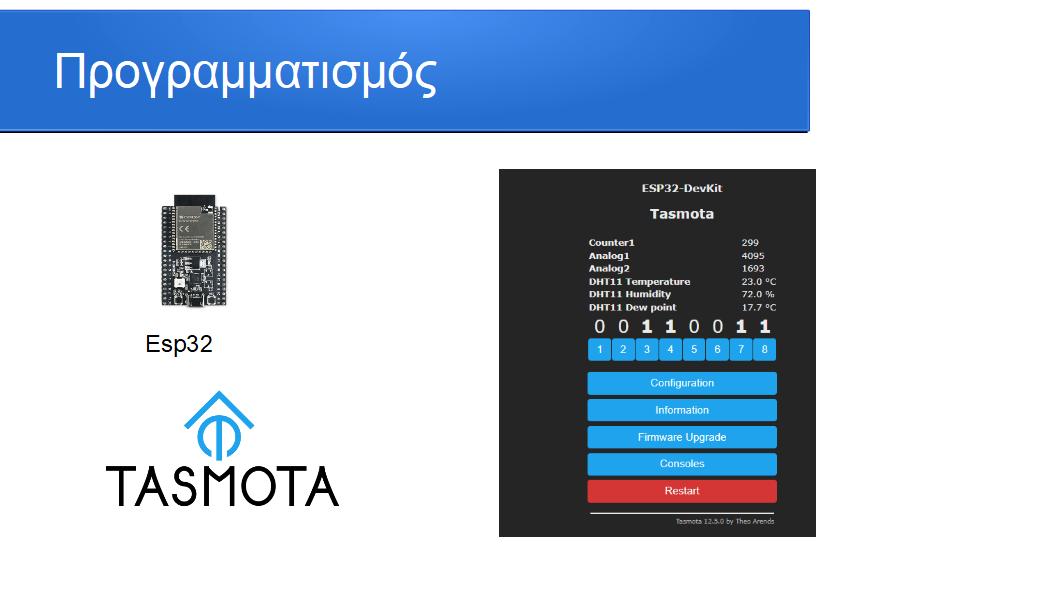 Προγραμματισμός
Esp32
TASMOTA
ESP32-DevKit
Tasmota
Counter1 299
Analog1 4095
Analog2 1693
DHT11 Temperature 23.0 °C
DHT11 Humidity 72.0 %
DHT11 Dew point 17.7 °C
0 0 1 1 0 0 1 1
1 2 3 4 5 6 7 8
Configuration
Information
Firmware Upgrade
Consoles
Restart
Tasmota 12.5.0 by Theo Arends